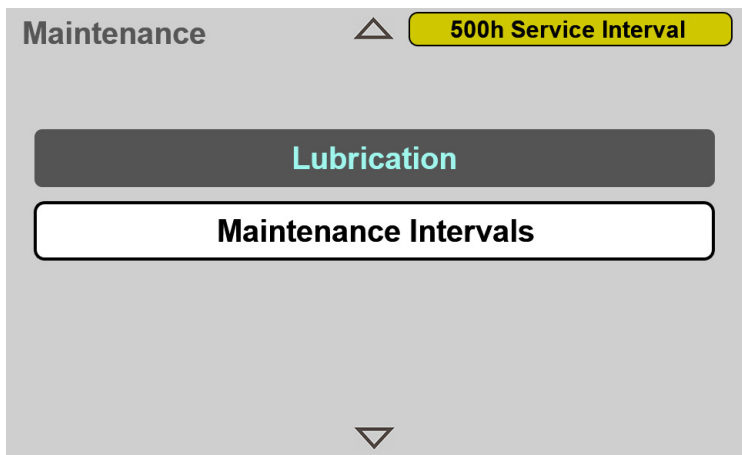 Maintenance
500h Service Interval
Lubrication
Maintenance Intervals